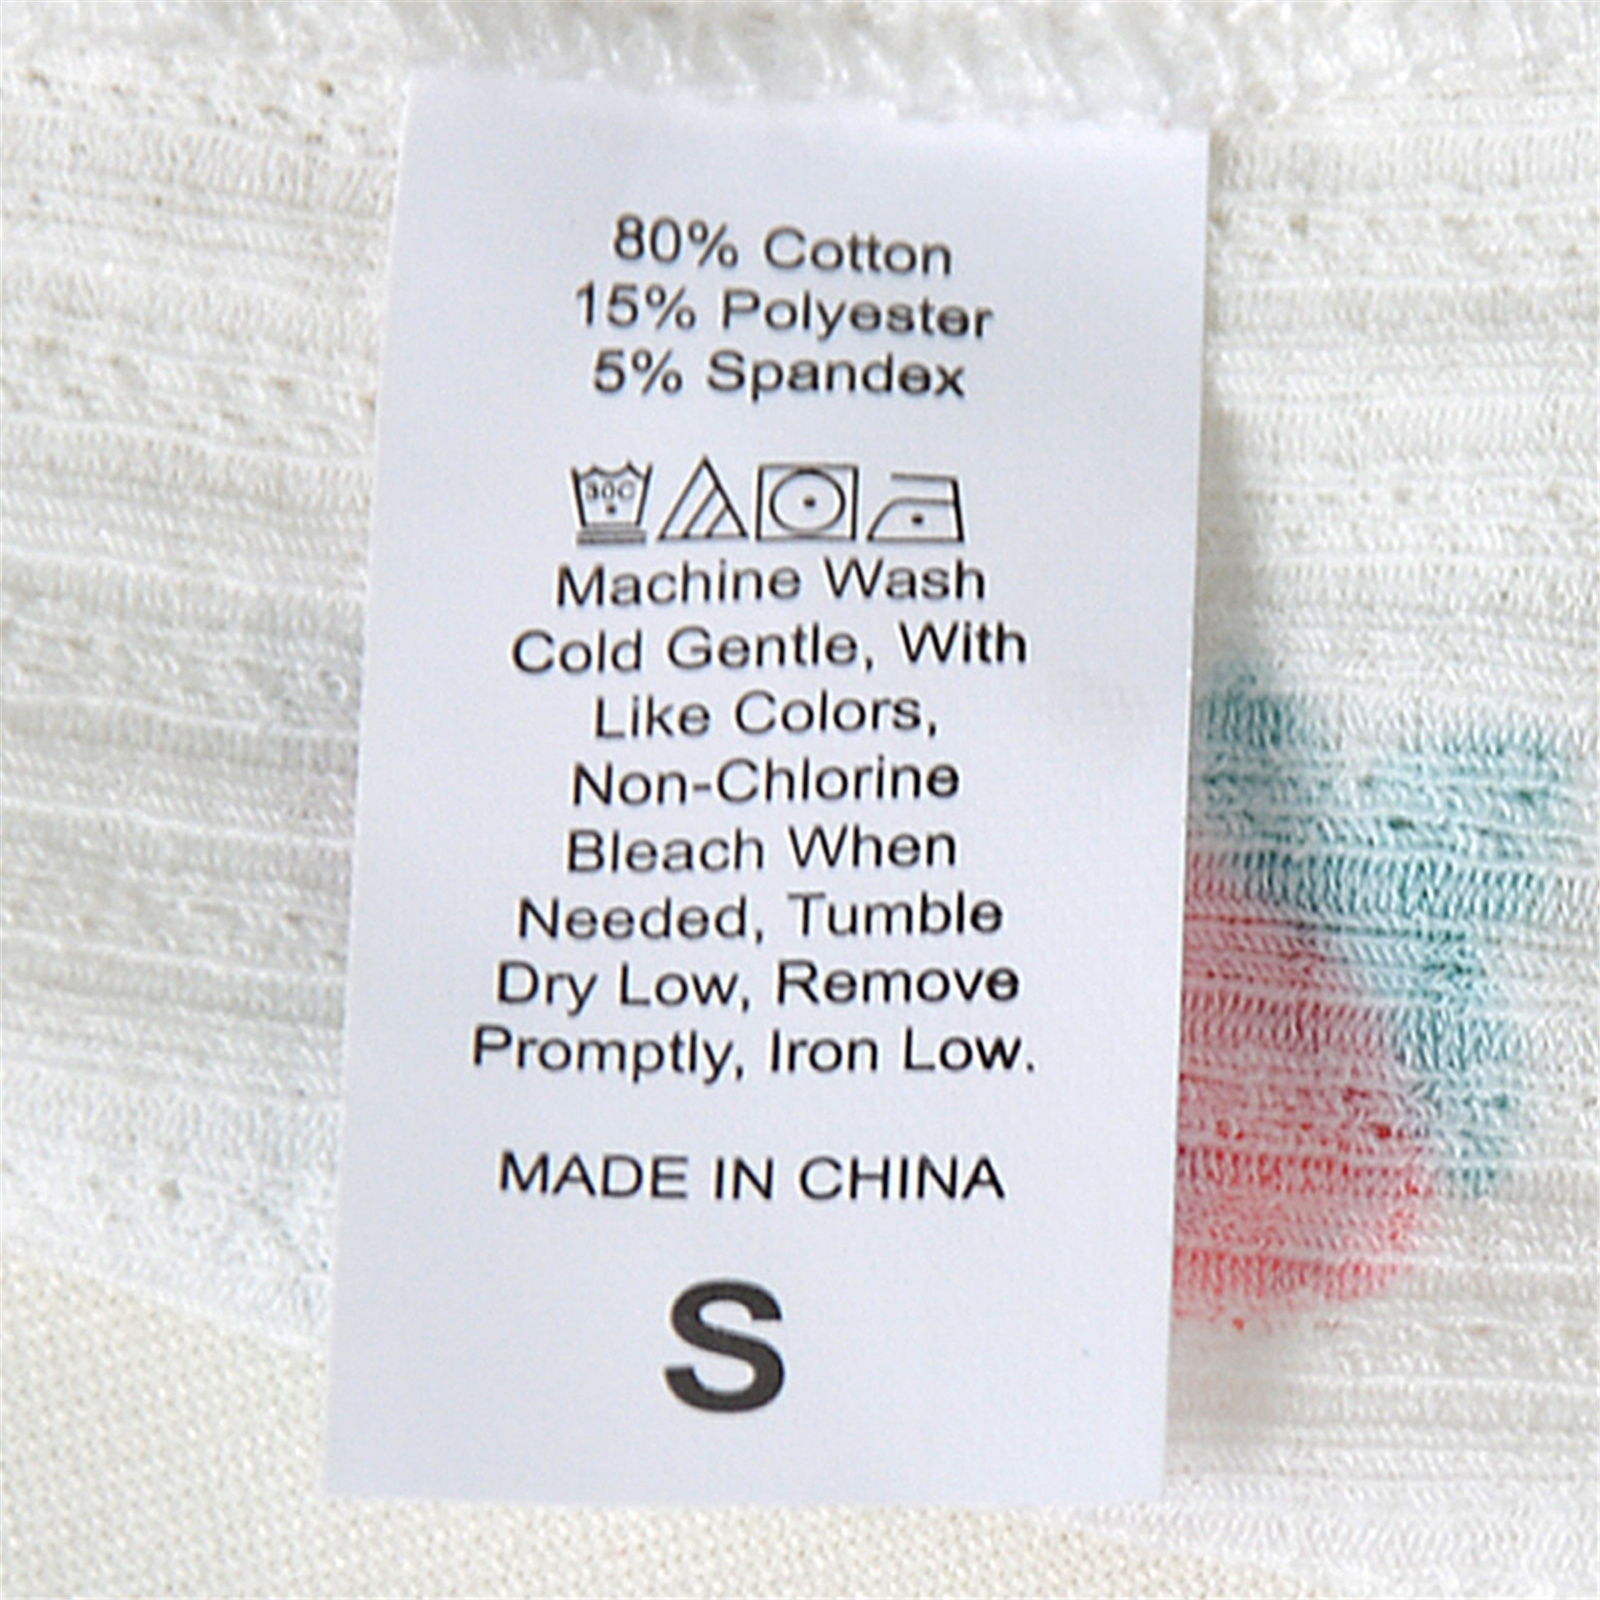 80% Cotton
15% Polyester
5% Spandex
30C
Machine Wash
Cold Gentle, With
Like Colors,
Non-Chlorine
Bleach When
Needed, Tumble
Dry Low, Remove
Promptly, Iron Low.
MADE IN CHINA
S